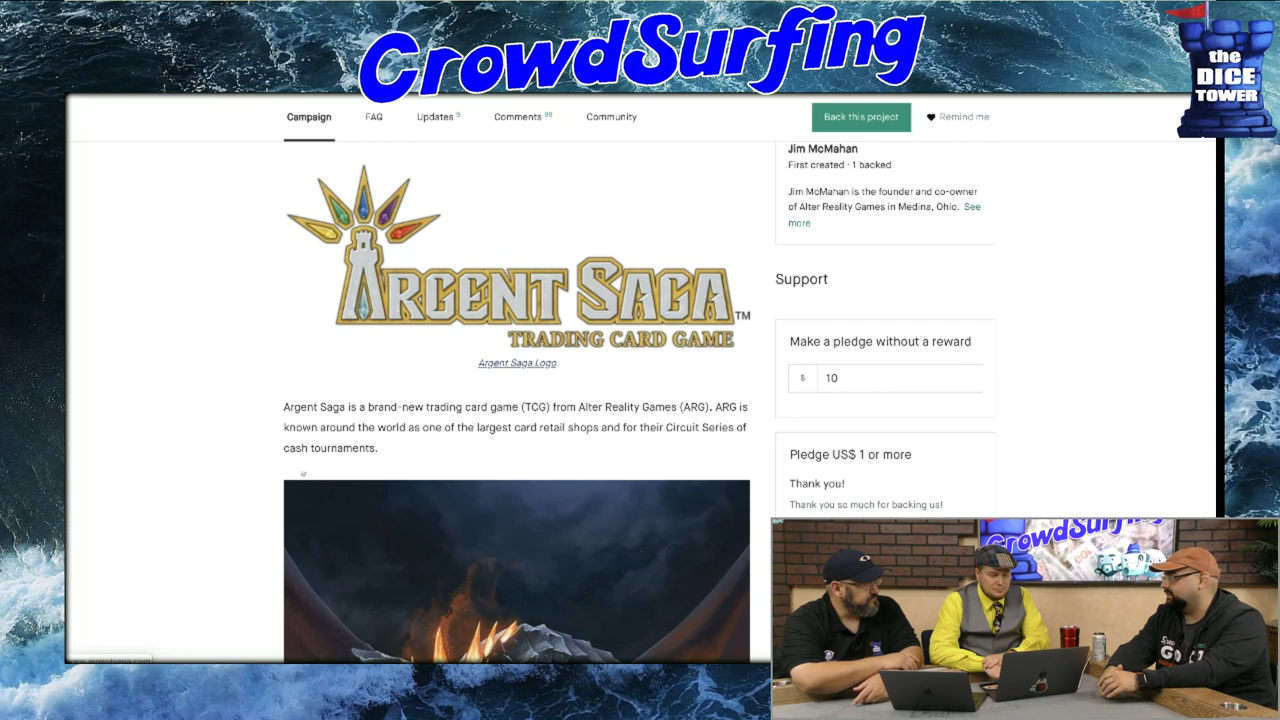 CrowdSurfing
the
DICE
TOWER
Campaign FAQ Updates 9 Comments 98 Community Back this project Remind me
Jim McMahan
First created · 1 backed
Jim McMahan is the founder and co-owner
of Alter Reality Games in Medina, Ohio. See
more
ARGENT SAGA
TM
TRADING CARD GAME
Argent Saga Logo
Argent Saga is a brand-new trading card game (TCG) from Alter Reality Games (ARG). ARG is
known around the world as one of the largest card retail shops and for their Circuit Series of
cash tournaments.
Support
Make a pledge without a reward
$ 10
Pledge US$ 1 or more
Thank you!
Thank you so much for backing us!
CrowdSurfing